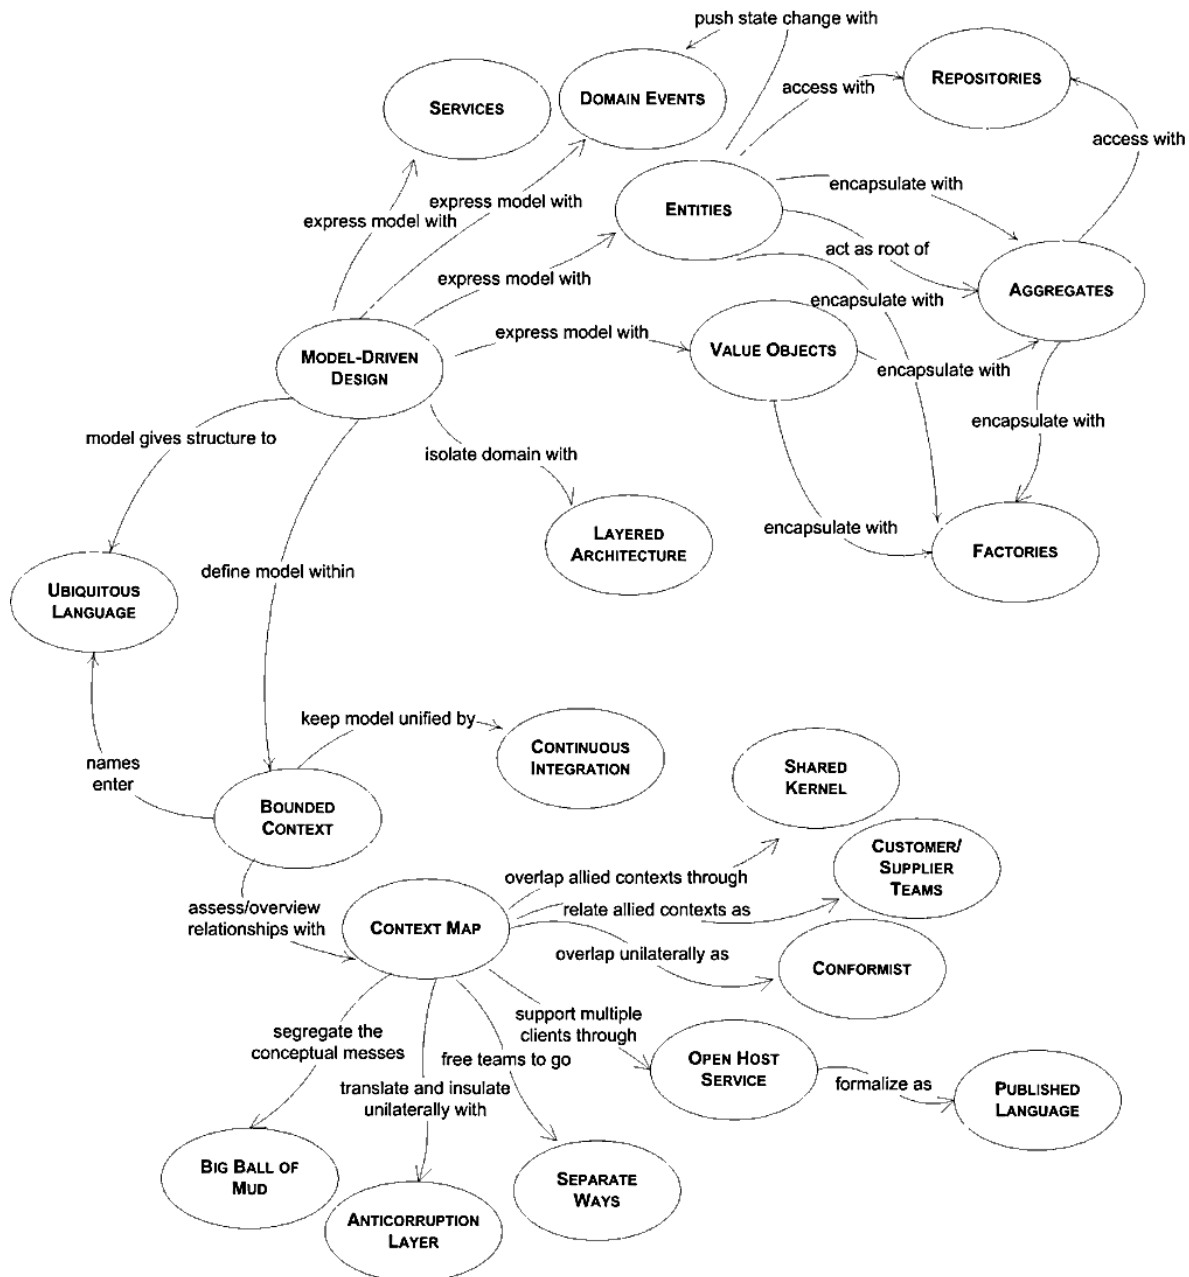 push state change with
SERVICES
DOMAIN EVENTS
REPOSITORIES
access with
access with
express model with
express model with
ENTITIES
encapsulate with
act as root of
express model with
encapsulate with
AGGREGATES
express model with
VALUE OBJECTS
MODEL-DRIVEN
DESIGN
encapsulate with
encapsulate with
model gives structure to
isolate domain with
LAYERED
ARCHITECTURE
encapsulate with
FACTORIES
define model within
UBIQUITOUS
LANGUAGE
keep model unified by
CONTINUOUS
INTEGRATION
names
enter
BOUNDED
CONTEXT
SHARED
KERNEL
CUSTOMER/
SUPPLIER
TEAMS
overlap allied contexts through
relate allied contexts as
assess/overview
relationships with
CONTEXT MAP
overlap unilaterally as
CONFORMIST
segregate the
conceptual messes
support multiple
clients through
free teams to go
translate and insulate
unilaterally with
OPEN HOST
SERVICE
formalize as
PUBLISHED
LANGUAGE
BIG BALL OF
MUD
SEPARATE
WAYS
ANTICORRUPTION
LAYER